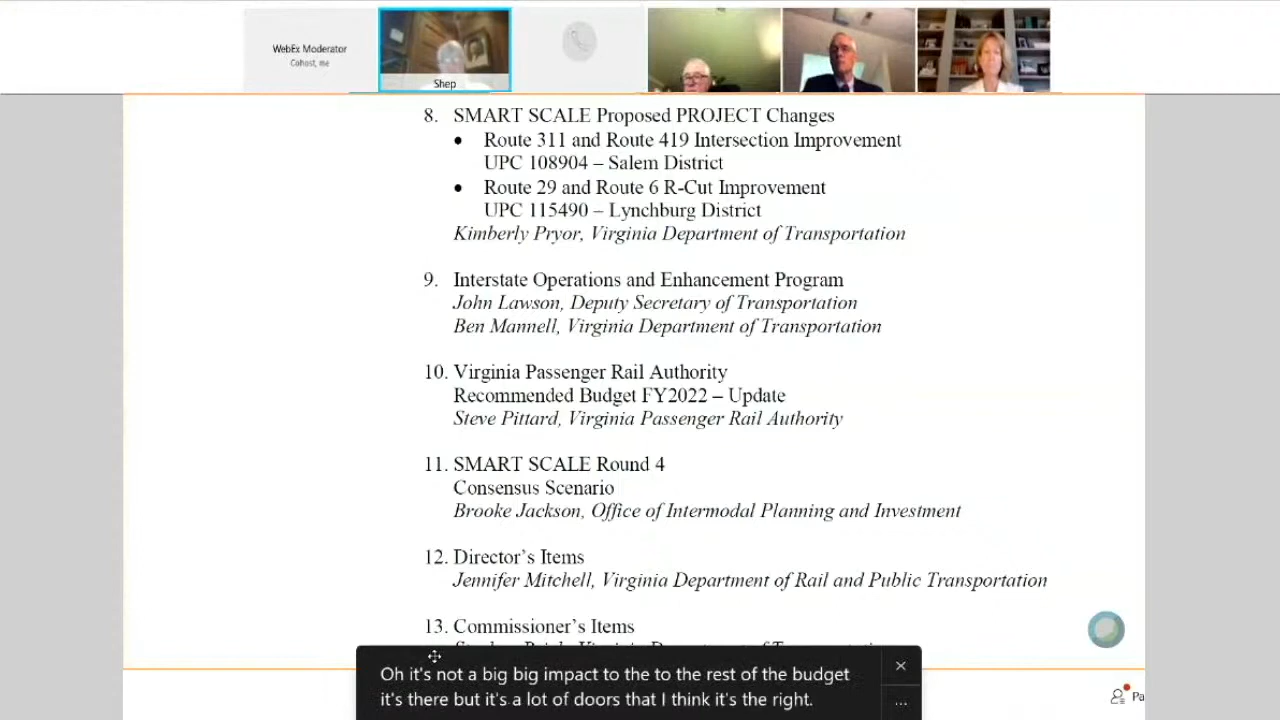 WebEx Moderator
Cohost, me
Shep
8. SMART SCALE Proposed PROJECT Changes
• Route 311 and Route 419 Intersection Improvement
UPC 108904 – Salem District
• Route 29 and Route 6 R-Cut Improvement
UPC 115490 – Lynchburg District
Kimberly Pryor, Virginia Department of Transportation
9. Interstate Operations and Enhancement Program
John Lawson, Deputy Secretary of Transportation
Ben Mannell, Virginia Department of Transportation
10. Virginia Passenger Rail Authority
Recommended Budget FY2022 – Update
Steve Pittard, Virginia Passenger Rail Authority
11. SMART SCALE Round 4
Consensus Scenario
Brooke Jackson, Office of Intermodal Planning and Investment
12. Director's Items
Jennifer Mitchell, Virginia Department of Rail and Public Transportation
13. Commissioner's Items
Oh it's not a big big impact to the to the rest of the budget
it's there but it's a lot of doors that I think it's the right.
Pa